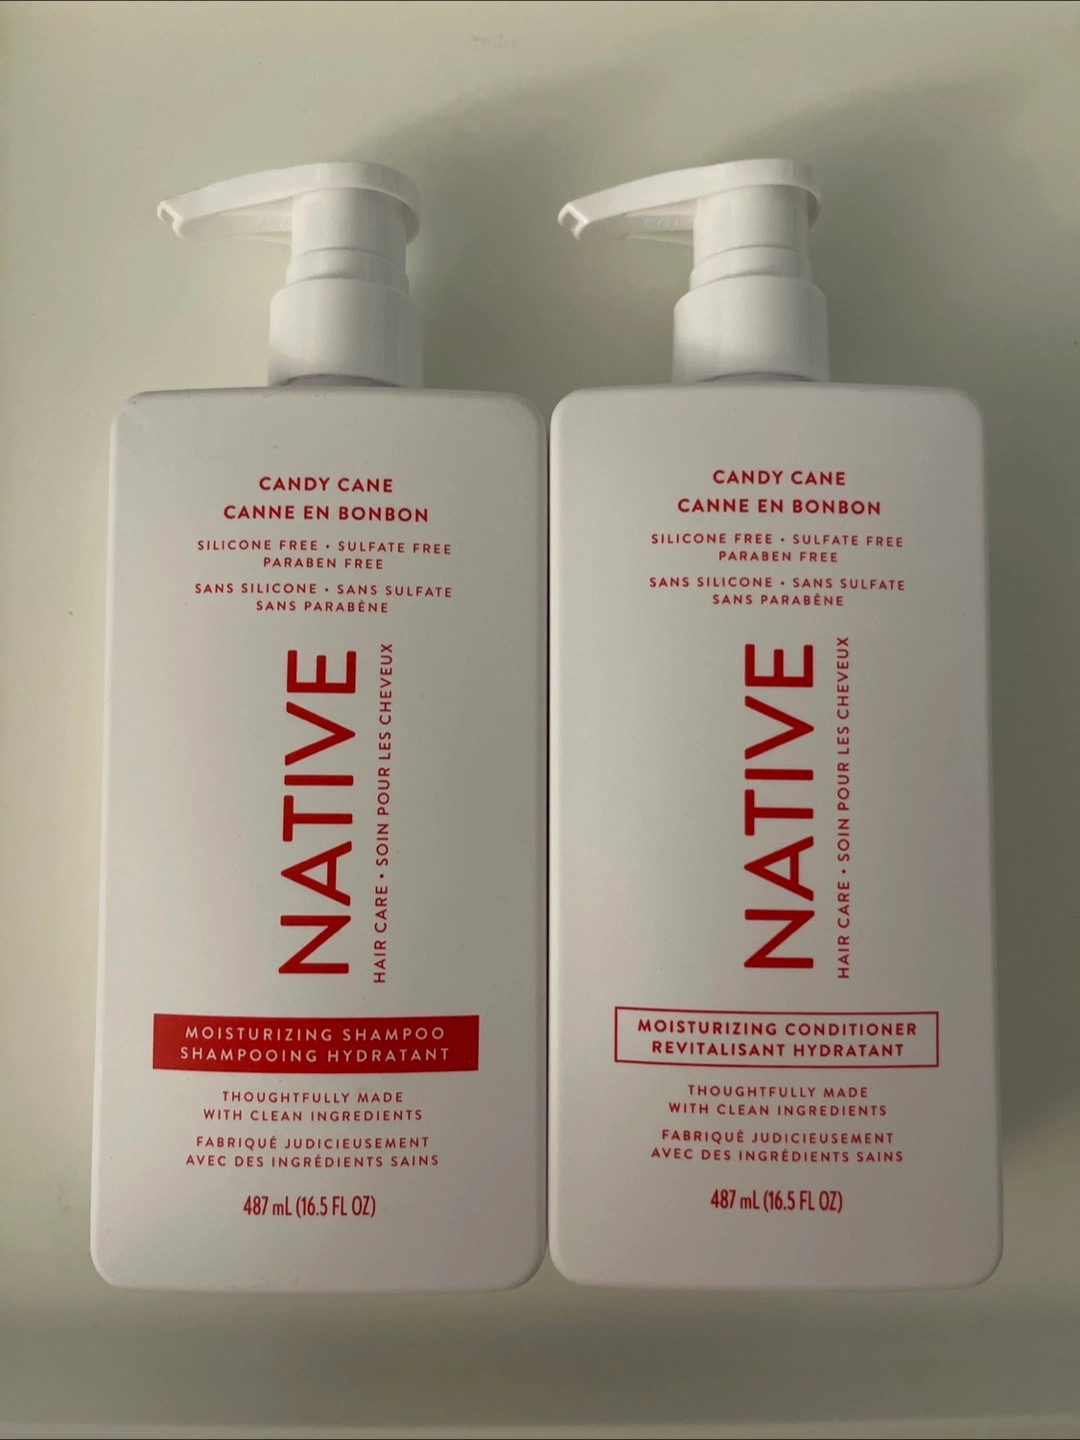 CANDY CANE
CANNE EN BONBON
SILICONE FREE • SULFATE FREE
PARABEN FREE
SANS SILICONE • SANS SULFATE
SANS PARABÈNE
NATIVE
HAIR CARE • SOIN POUR LES CHEVEUX
MOISTURIZING SHAMPOO
SHAMPOOING HYDRATANT
THOUGHTFULLY MADE
WITH CLEAN INGREDIENTS
FABRIQUÉ JUDICIEUSEMENT
AVEC DES INGRÉDIENTS SAINS
487 mL (16.5 FL OZ)
CANDY CANE
CANNE EN BONBON
SILICONE FREE • SULFATE FREE
PARABEN FREE
SANS SILICONE • SANS SULFATE
SANS PARABÈNE
NATIVE
HAIR CARE • SOIN POUR LES CHEVEUX
MOISTURIZING CONDITIONER
REVITALISANT HYDRATANT
THOUGHTFULLY MADE
WITH CLEAN INGREDIENTS
FABRIQUÉ JUDICIEUSEMENT
AVEC DES INGRÉDIENTS SAINS
487 mL (16.5 FL OZ)